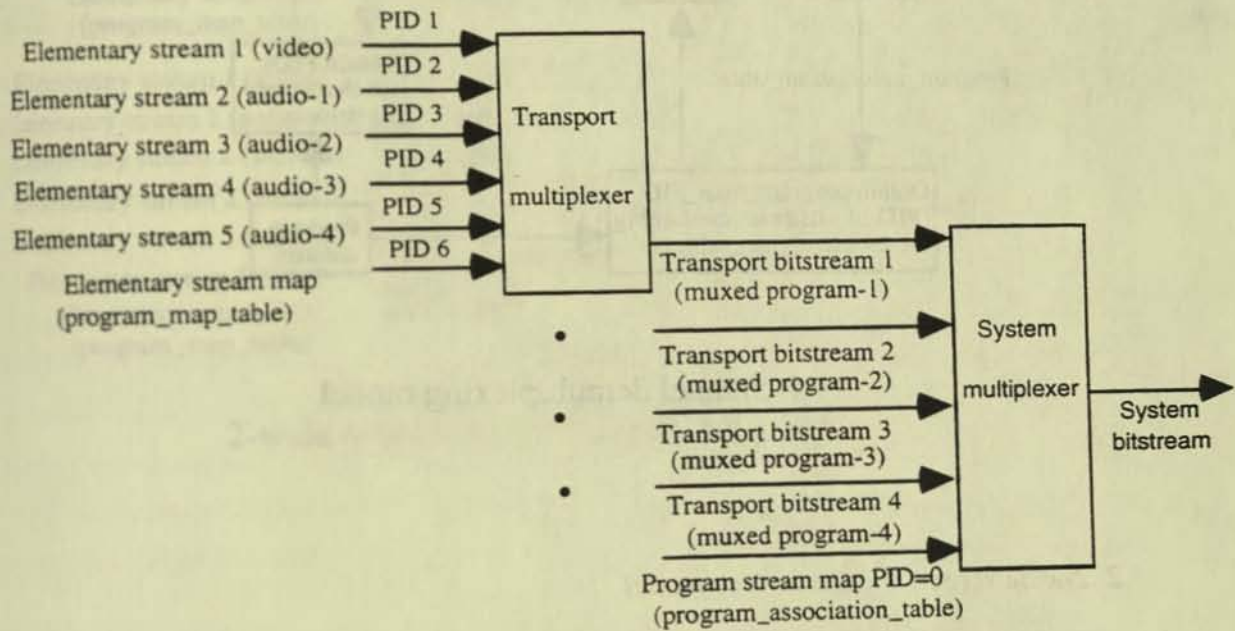 PID 1
Elementary stream 1 (video)
PID 2
Elementary stream 2 (audio-1)
PID 3
Elementary stream 3 (audio-2)
PID 4
Elementary stream 4 (audio-3)
PID 5
Elementary stream 5 (audio-4)
PID 6
Elementary stream map
(program_map_table)
Transport
multiplexer
Transport bitstream 1
(muxed program-1)
Transport bitstream 2
(muxed program-2)
Transport bitstream 3
(muxed program-3)
Transport bitstream 4
(muxed program-4)
Program stream map PID=0
(program_association_table)
System
multiplexer
System
bitstream